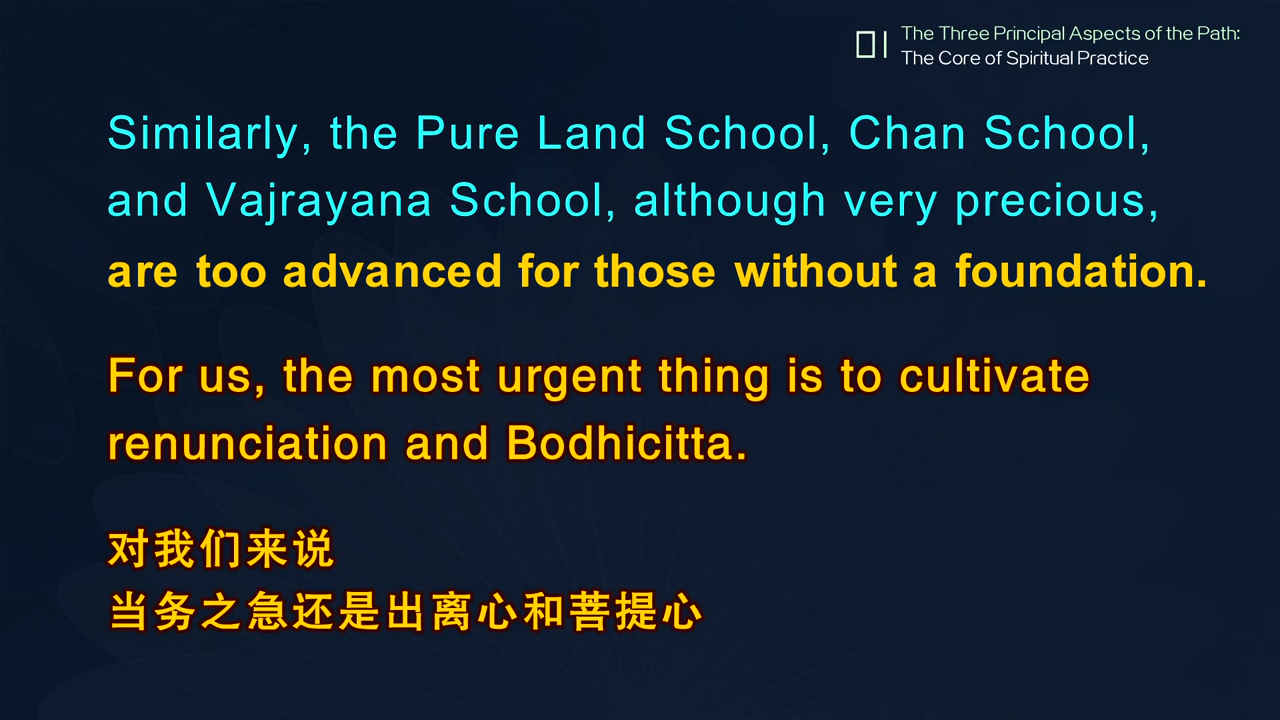 The Three Principal Aspects of the Path:
The Core of Spiritual Practice
Similarly, the Pure Land School, Chan School,
and Vajrayana School, although very precious,
are too advanced for those without a foundation.
For us, the most urgent thing is to cultivate
renunciation and Bodhicitta.
对我们来说
当务之急还是出离心和菩提心